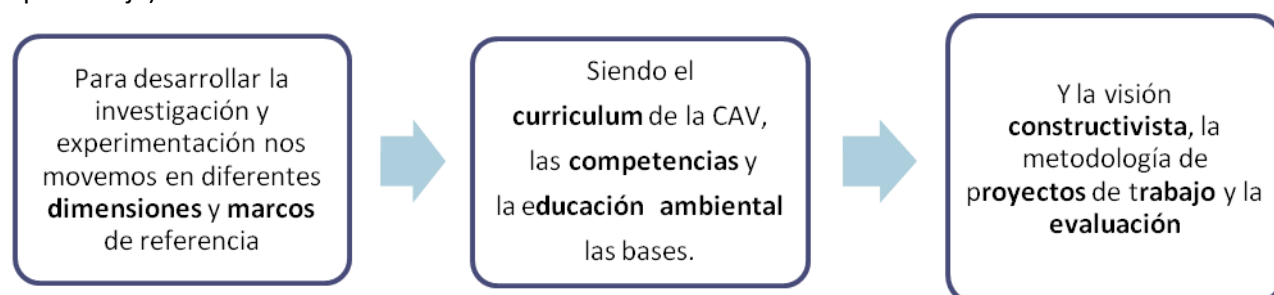 Para desarrollar la
investigación y
experimentación nos
movemos en diferentes
dimensiones y marcos
de referencia
Siendo el
curriculum de la CAV,
las competencias y
la educación ambiental
las bases.
Y la visión
constructivista, la
metodología de
proyectos de trabajo y la
evaluación